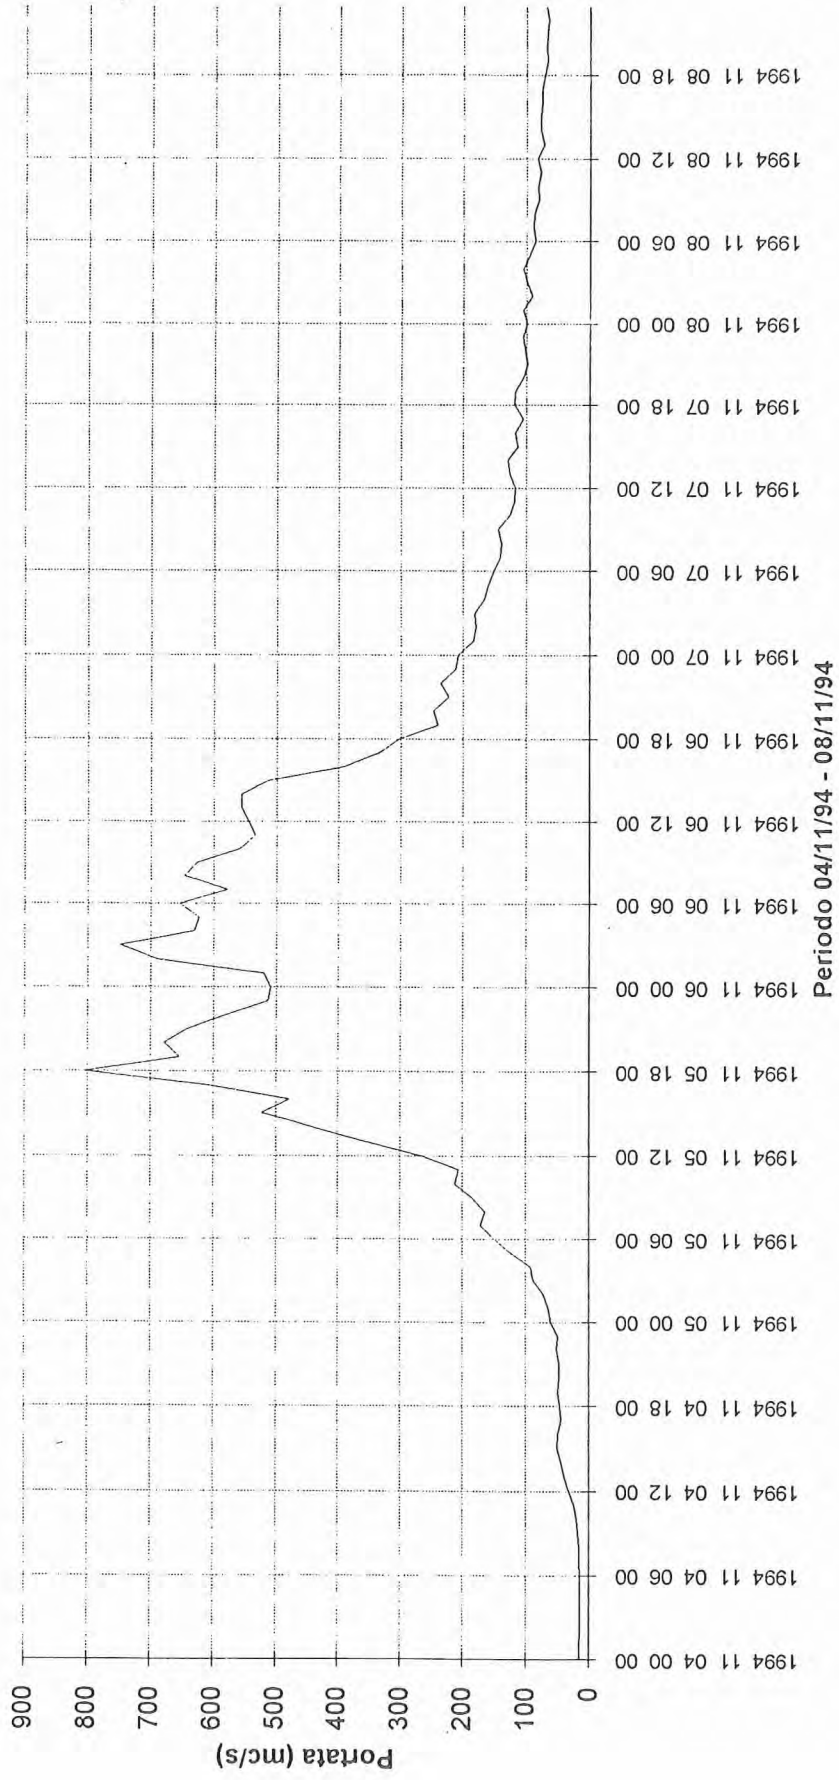 Portata (mc/s)
900
800
700
600
500
400
300
200
100
0
1994 11 04 00 00
1994 11 04 06 00
1994 11 04 12 00
1994 11 04 18 00
1994 11 05 00 00
1994 11 05 06 00
1994 11 05 12 00
1994 11 05 18 00
1994 11 06 00 00
1994 11 06 06 00
1994 11 06 12 00
1994 11 06 18 00
1994 11 07 00 00
1994 11 07 06 00
1994 11 07 12 00
1994 11 07 18 00
1994 11 08 00 00
1994 11 08 06 00
1994 11 08 12 00
1994 11 08 18 00
Periodo 04/11/94 - 08/11/94